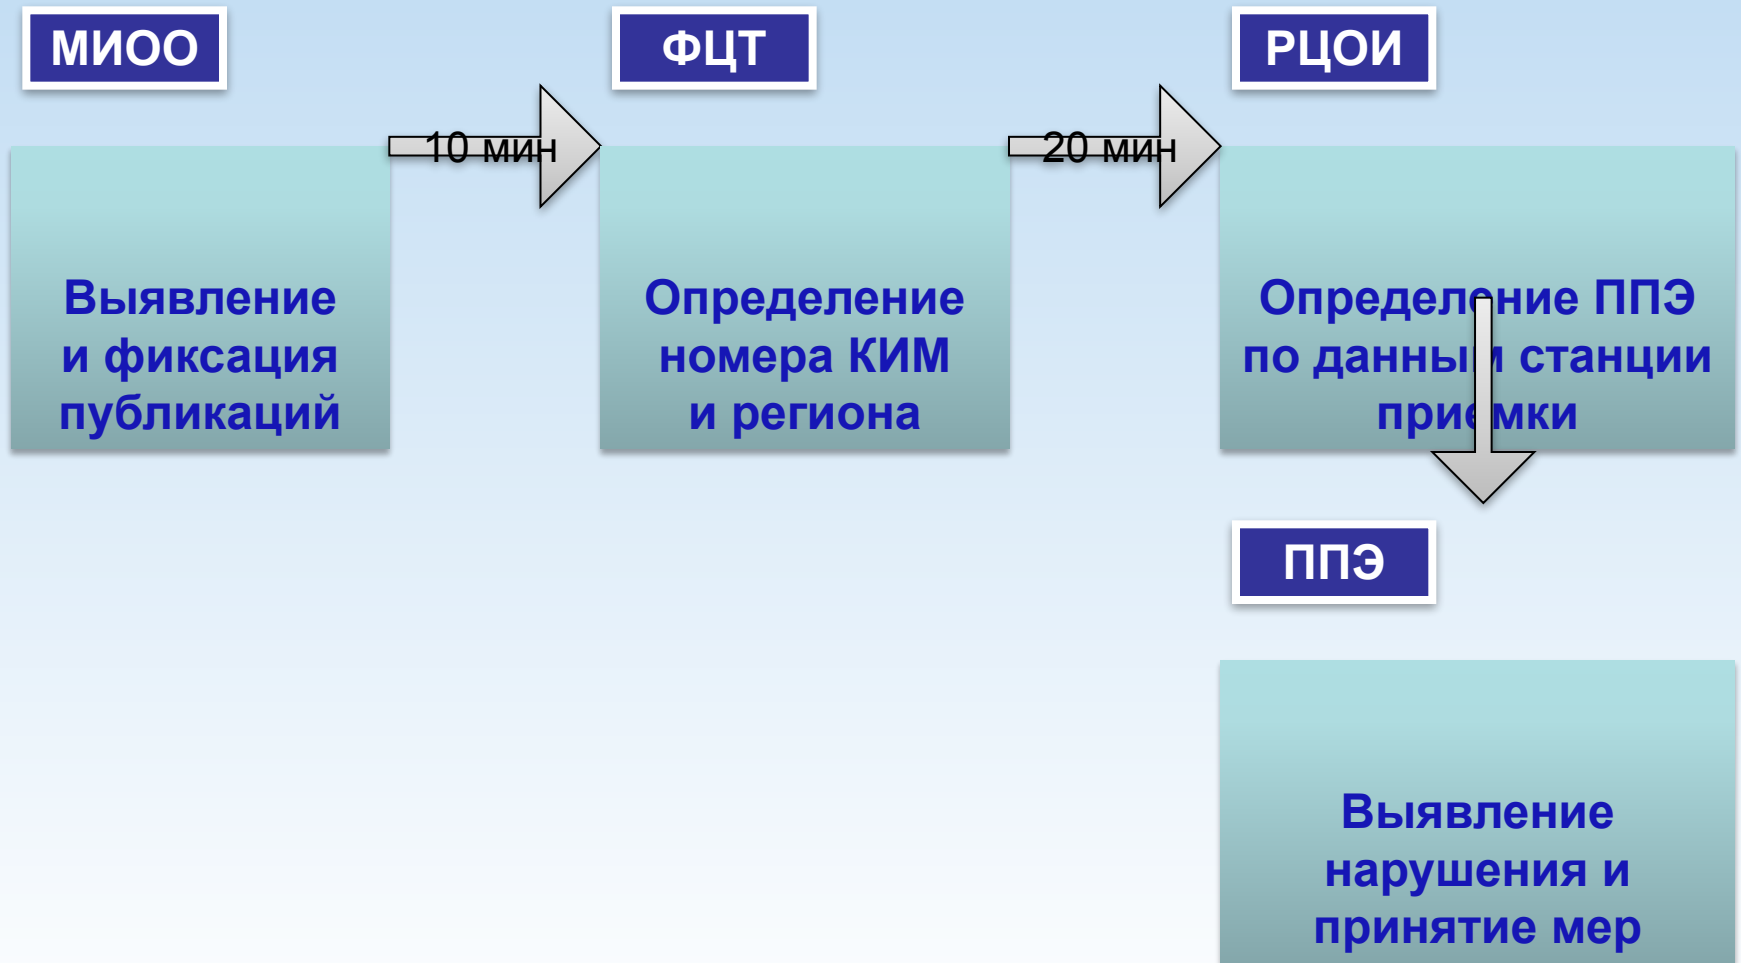 МИОО
ФЦТ
РЦОИ
10 мин
20 мин
Выявление
и фиксация
публикаций
Определение
номера КИМ
и региона
Определение ППЭ
по данным станции
приемки
ППЭ
Выявление
нарушения и
принятие мер